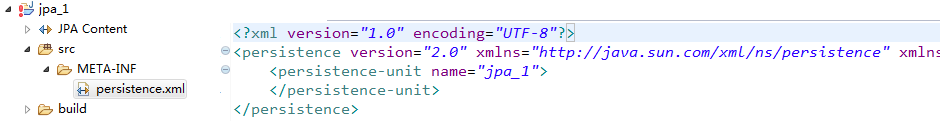 jpa_1
JPA Content
src
META-INF
persistence.xml
build
<?xml version="1.0" encoding="UTF-8"?>
<persistence version="2.0" xmlns="http://java.sun.com/xml/ns/persistence" xmlns
<persistence-unit name="jpa_1">
</persistence-unit>
</persistence>